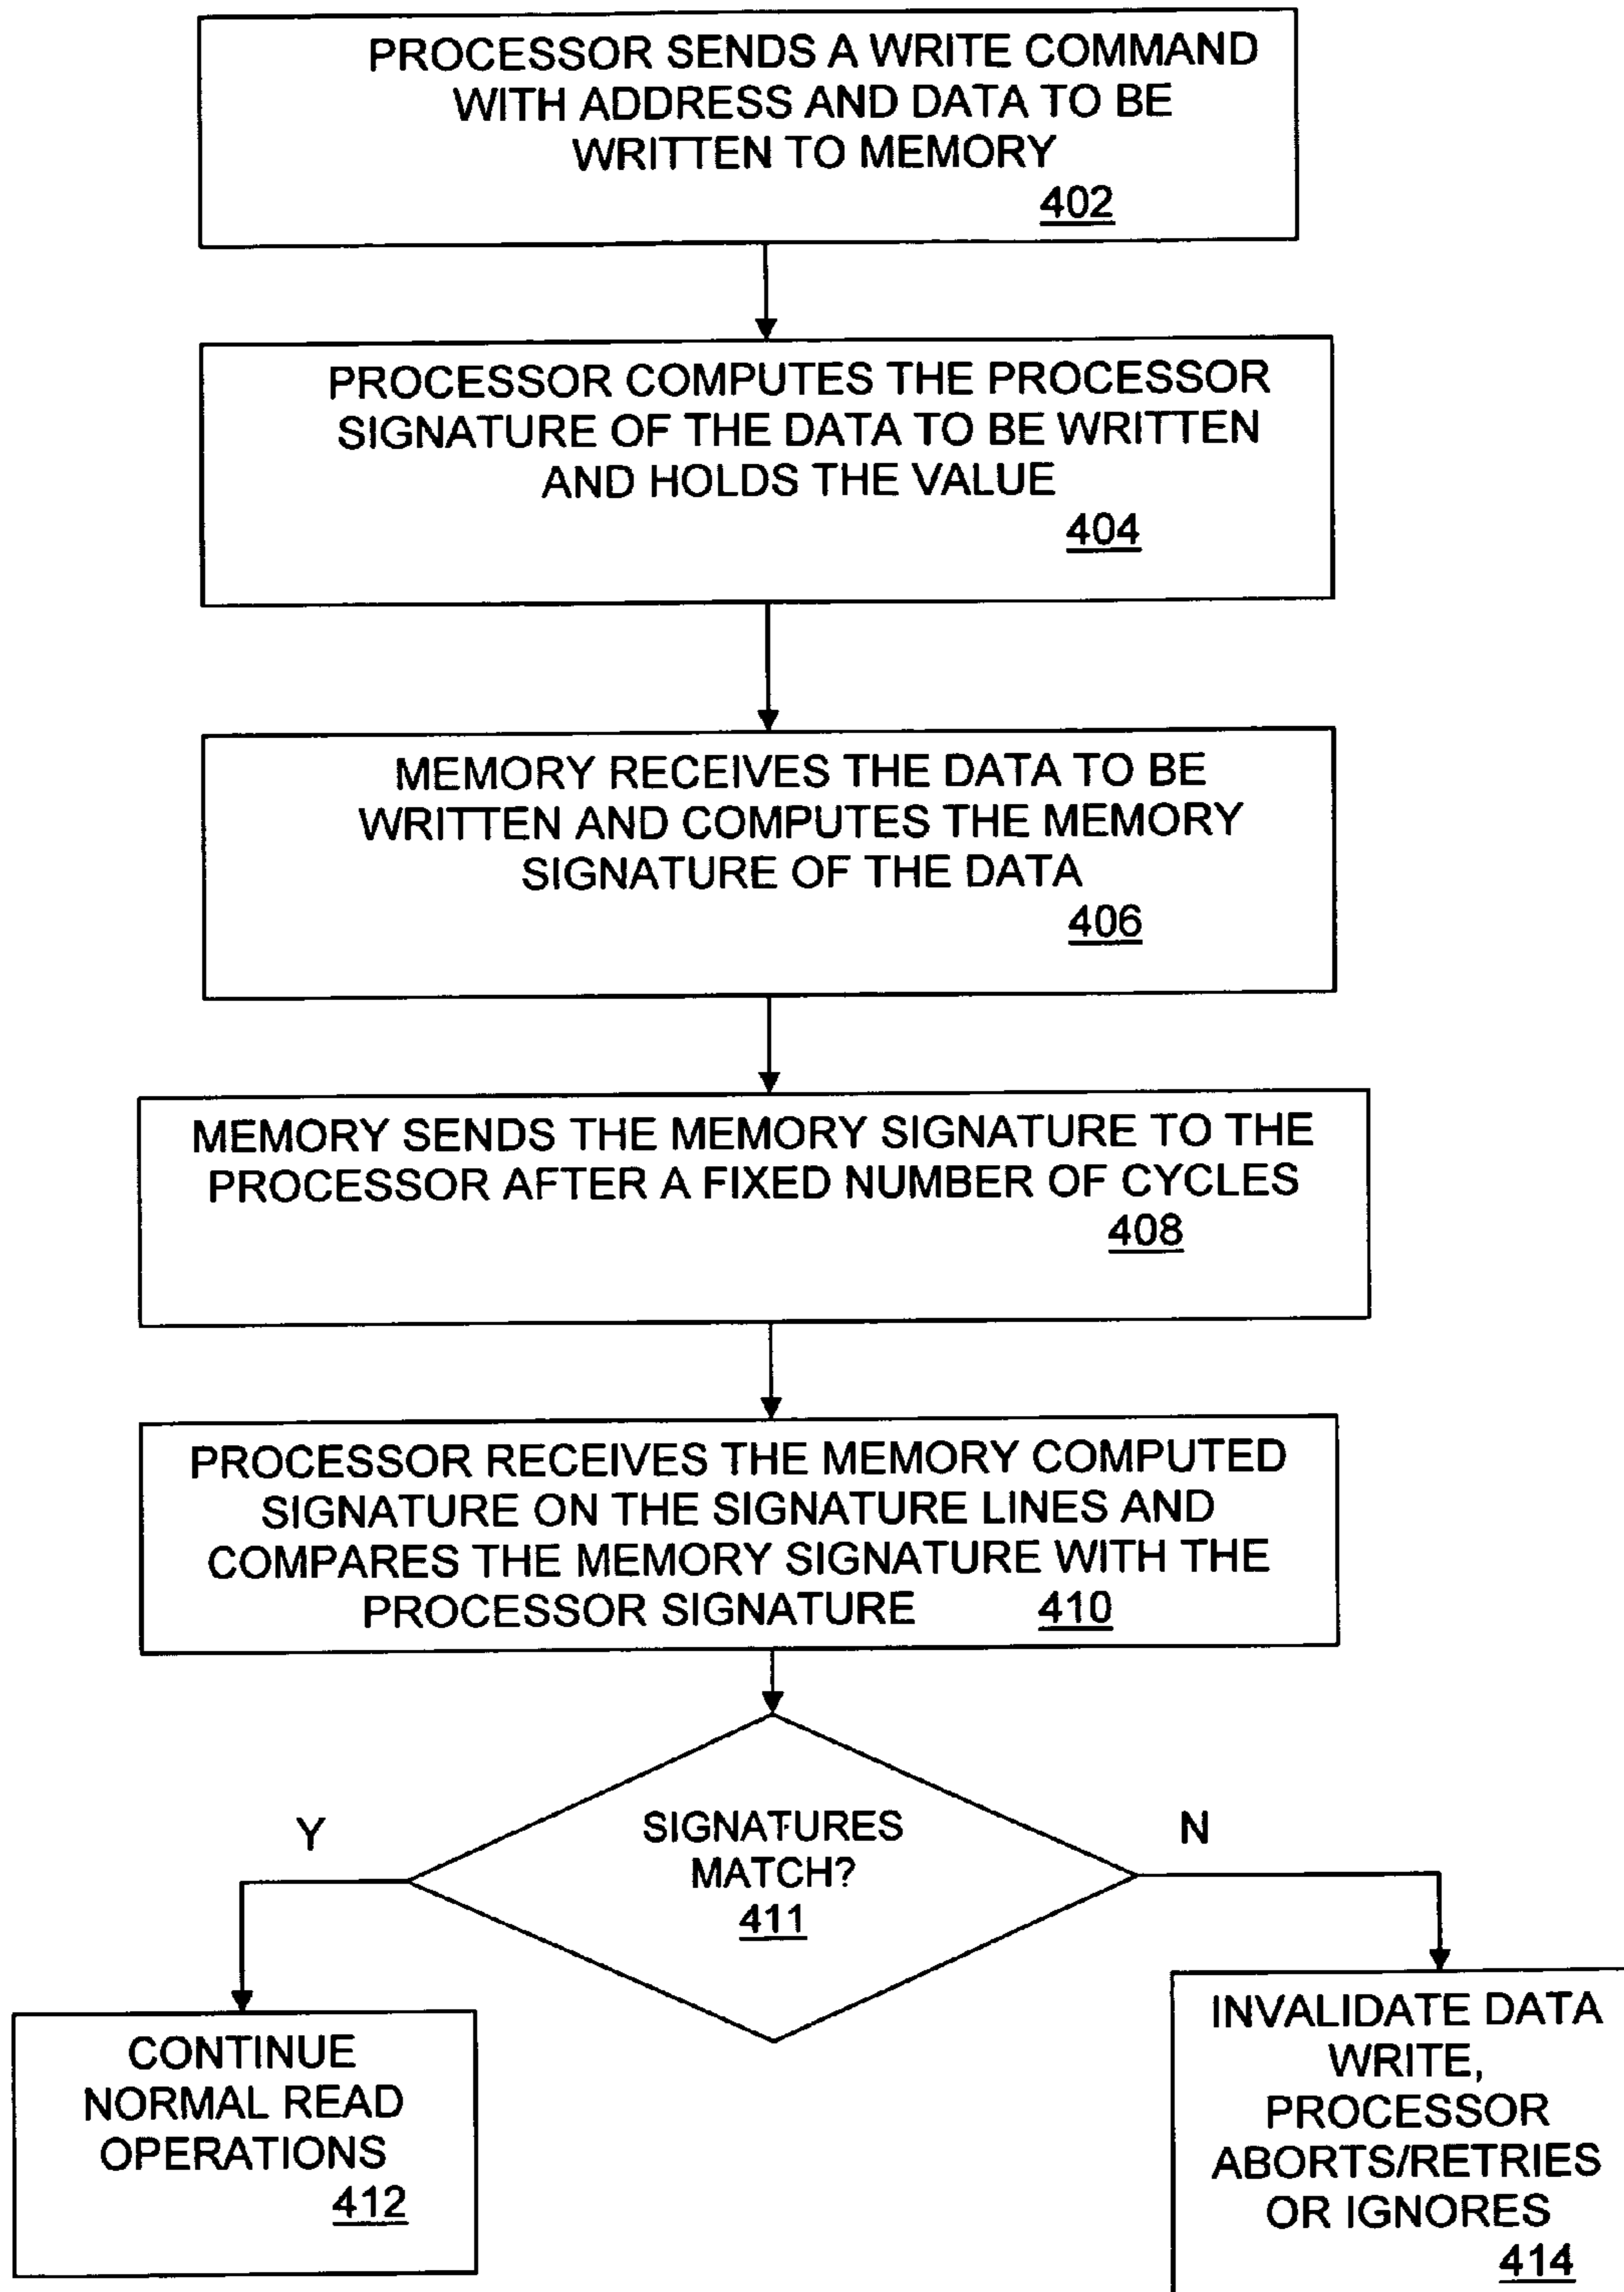 PROCESSOR SENDS A WRITE COMMAND
WITH ADDRESS AND DATA TO BE
WRITTEN TO MEMORY
402
PROCESSOR COMPUTES THE PROCESSOR
SIGNATURE OF THE DATA TO BE WRITTEN
AND HOLDS THE VALUE
404
MEMORY RECEIVES THE DATA TO BE
WRITTEN AND COMPUTES THE MEMORY
SIGNATURE OF THE DATA
406
MEMORY SENDS THE MEMORY SIGNATURE TO THE
PROCESSOR AFTER A FIXED NUMBER OF CYCLES
408
PROCESSOR RECEIVES THE MEMORY COMPUTED
SIGNATURE ON THE SIGNATURE LINES AND
COMPARES THE MEMORY SIGNATURE WITH THE
PROCESSOR SIGNATURE 410
SIGNATURES
MATCH?
411
Y
N
CONTINUE
NORMAL READ
OPERATIONS
412
INVALIDATE DATA
WRITE,
PROCESSOR
ABORTS/RETRIES
OR IGNORES
414